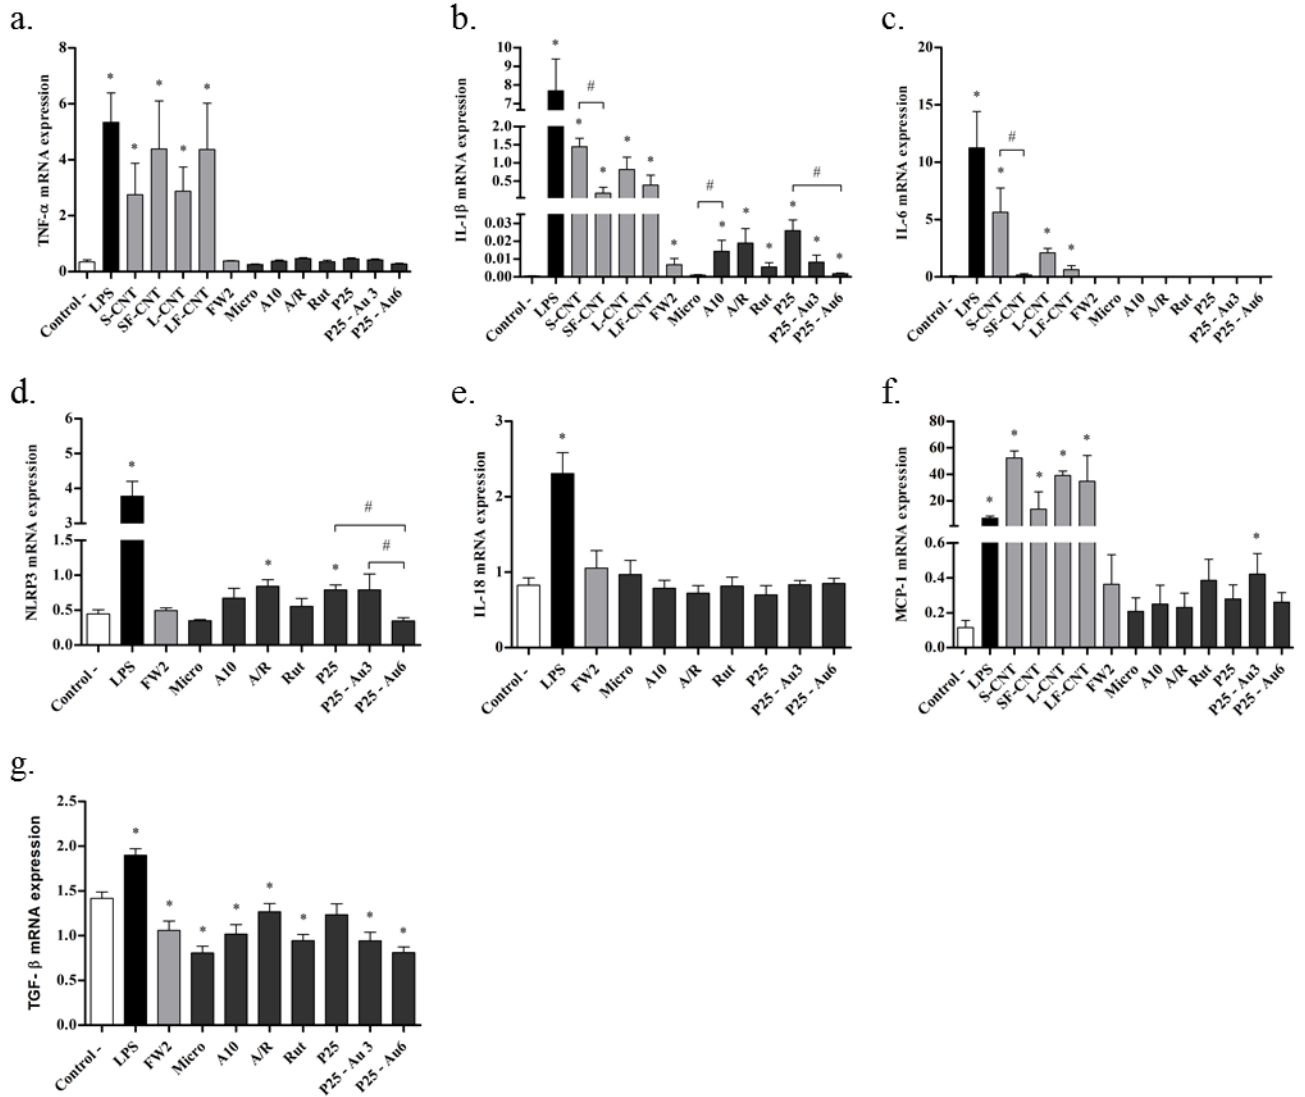 a.
TNF-α mRNA expression
8
6
4
2
0
* * * * *
Control - LPS S-CNT SF-CNT L-CNT LF-CNT FW2 Micro A10 A/R Rut P25 P25 - Au 3 P25 - Au6
b.
IL-1β mRNA expression
10
9
8
7
2.0
1.5
1.0
0.5
0.03
0.02
0.01
0.00
* * # * * * * # * * * * # * *
Control - LPS S-CNT SF-CNT L-CNT LF-CNT FW2 Micro A10 A/R Rut P25 P25 - Au3 P25 - Au6
c.
IL-6 mRNA expression
20
15
10
5
0
* * # * *
Control - LPS S-CNT SF-CNT L-CNT LF-CNT FW2 Micro A10 A/R Rut P25 P25 - Au3 P25 - Au6
d.
NLRP3 mRNA expression
6
5
4
3
1.5
1.0
0.5
0.0
* * * # #
Control - LPS FW2 Micro A10 A/R Rut P25 P25 - Au3 P25 - Au6
e.
IL-18 mRNA expression
3
2
1
0
*
Control - LPS FW2 Micro A10 A/R Rut P25 P25 - Au3 P25 - Au6
f.
MCP-1 mRNA expression
80
60
40
20
0.6
0.4
0.2
0.0
* * * * * *
Control - LPS S-CNT SF-CNT L-CNT LF-CNT FW2 Micro A10 A/R Rut P25 P25 - Au3 P25 - Au6
g.
TGF- β mRNA expression
2.5
2.0
1.5
1.0
0.5
0.0
* * * * * * * *
Control - LPS FW2 Micro A10 A/R Rut P25 P25 - Au 3 P25 - Au6